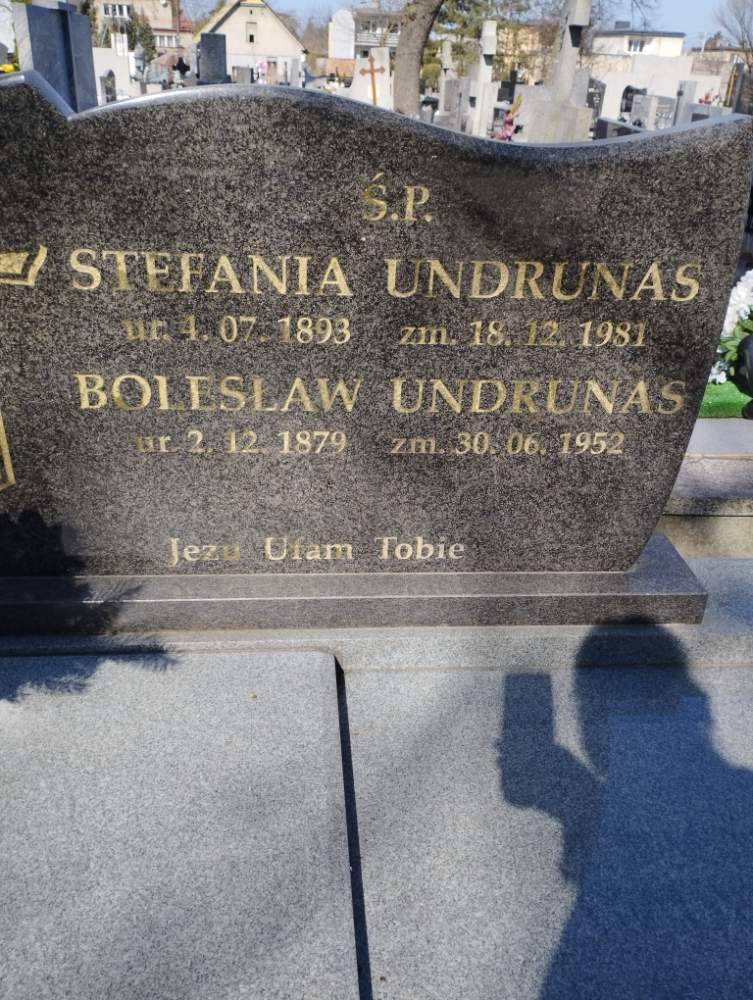 Ś.P.
STEFANIA UNDRUNAS
ur. 4. 07. 1893 zm. 18. 12. 1981
BOLESŁAW UNDRUNAS
ur. 2. 12. 1879 zm. 30. 06. 1952
Jezu Ufam Tobie